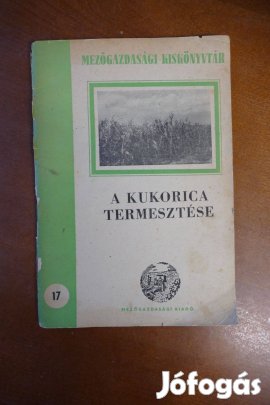 MEZŐGAZDASÁGI KISKÖNYVTÁR
A KUKORICA
TERMESZTÉSE
17
MEZŐGAZDASÁGI KIADÓ
Jófogás